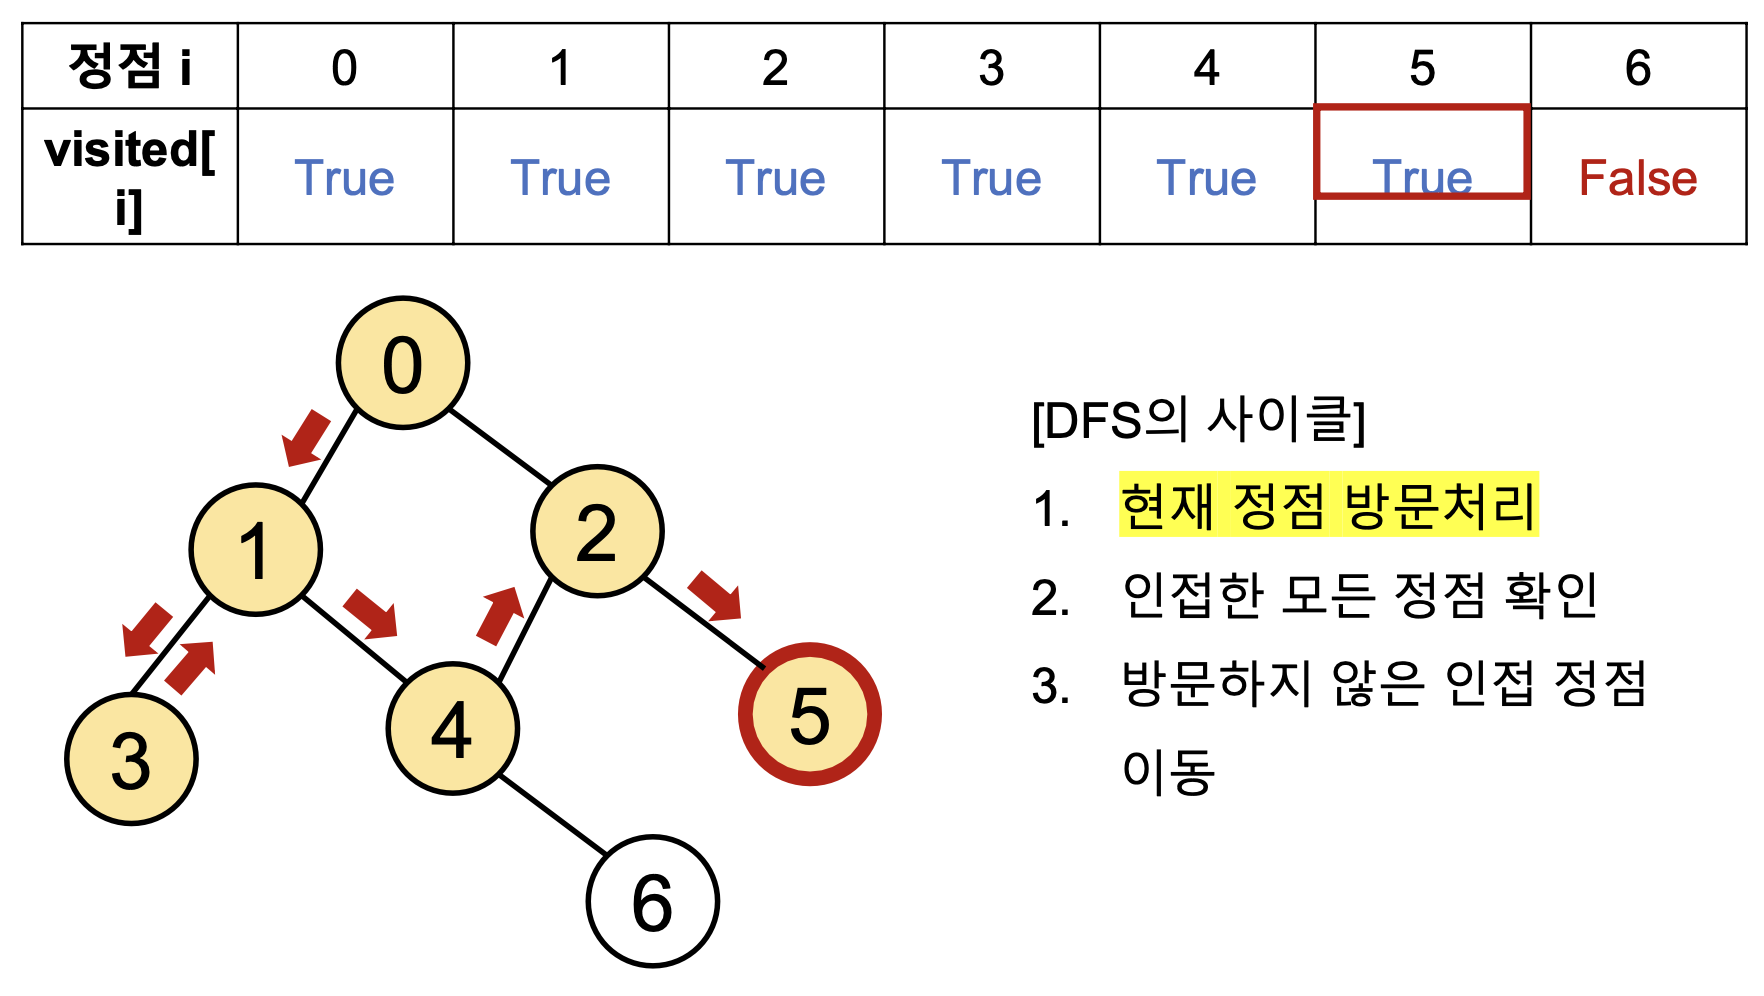 정점 i 0 1 2 3 4 5 6
visited[
i] True True True True True True False
0
1
2
3
4
5
6
[DFS의 사이클]
1. 현재 정점 방문처리
2. 인접한 모든 정점 확인
3. 방문하지 않은 인접 정점
이동